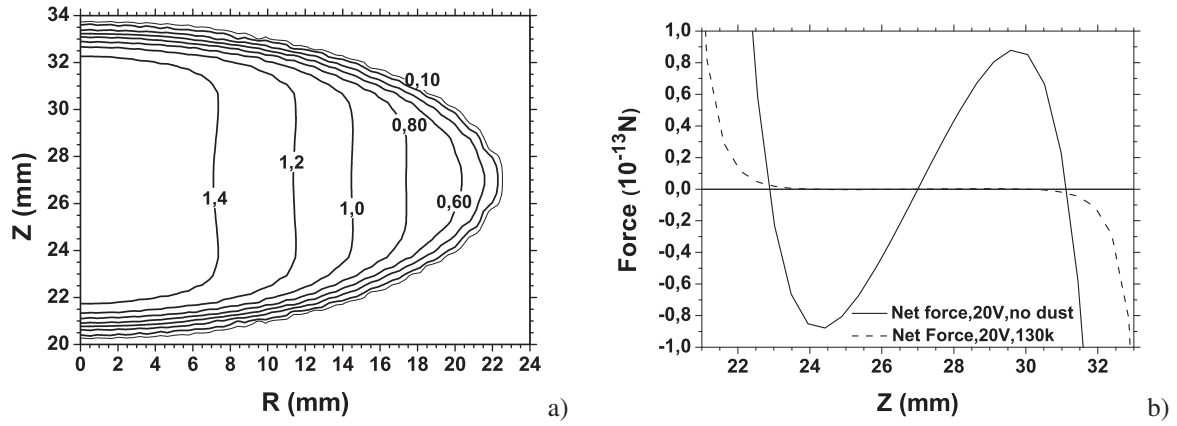 34
32
30
28
26
24
22
20
Z (mm)
0,10
0,80
1,2
1,4
1,0
0,60
0 2 4 6 8 10 12 14 16 18 20 22 24
R (mm)
a)
1,0
0,8
0,6
0,4
0,2
0,0
-0,2
-0,4
-0,6
-0,8
-1,0
Force (10-13N)
Net force,20V,no dust
Net Force,20V,130k
22 24 26 28 30 32
Z (mm)
b)